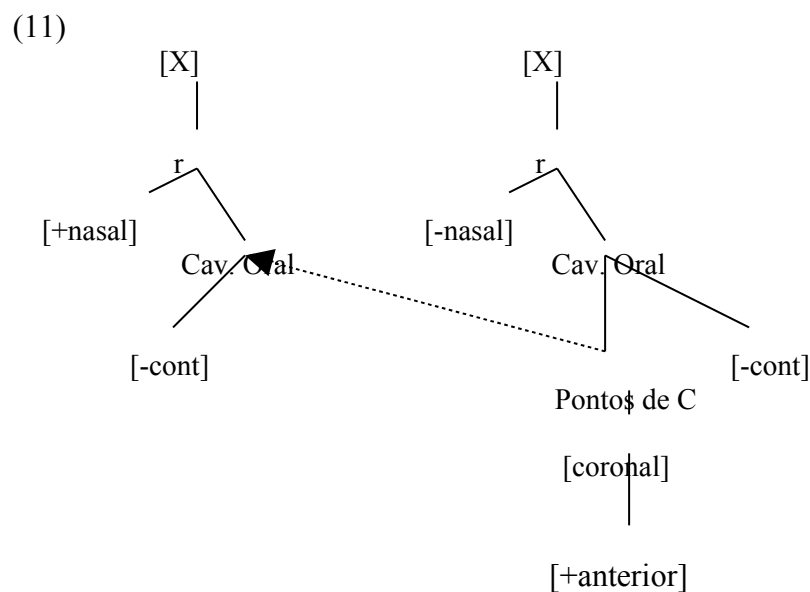 (11)
[X] [X]
r r
[+nasal] [-nasal]
Cav. Oral Cav. Oral
[-cont] [-cont]
Pontos de C
[coronal]
[+anterior]